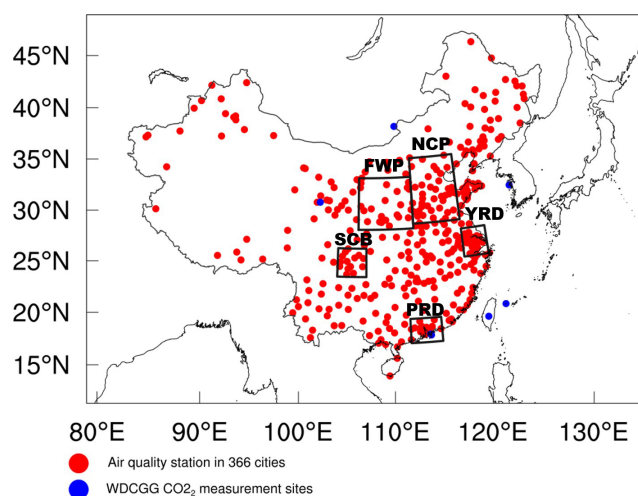 45°N
40°N
35°N
30°N
25°N
20°N
15°N
NCP
FWP
YRD
SCB
PRD
80°E 90°E 100°E 110°E 120°E 130°E
Air quality station in 366 cities
WDCGG CO2₂ measurement sites